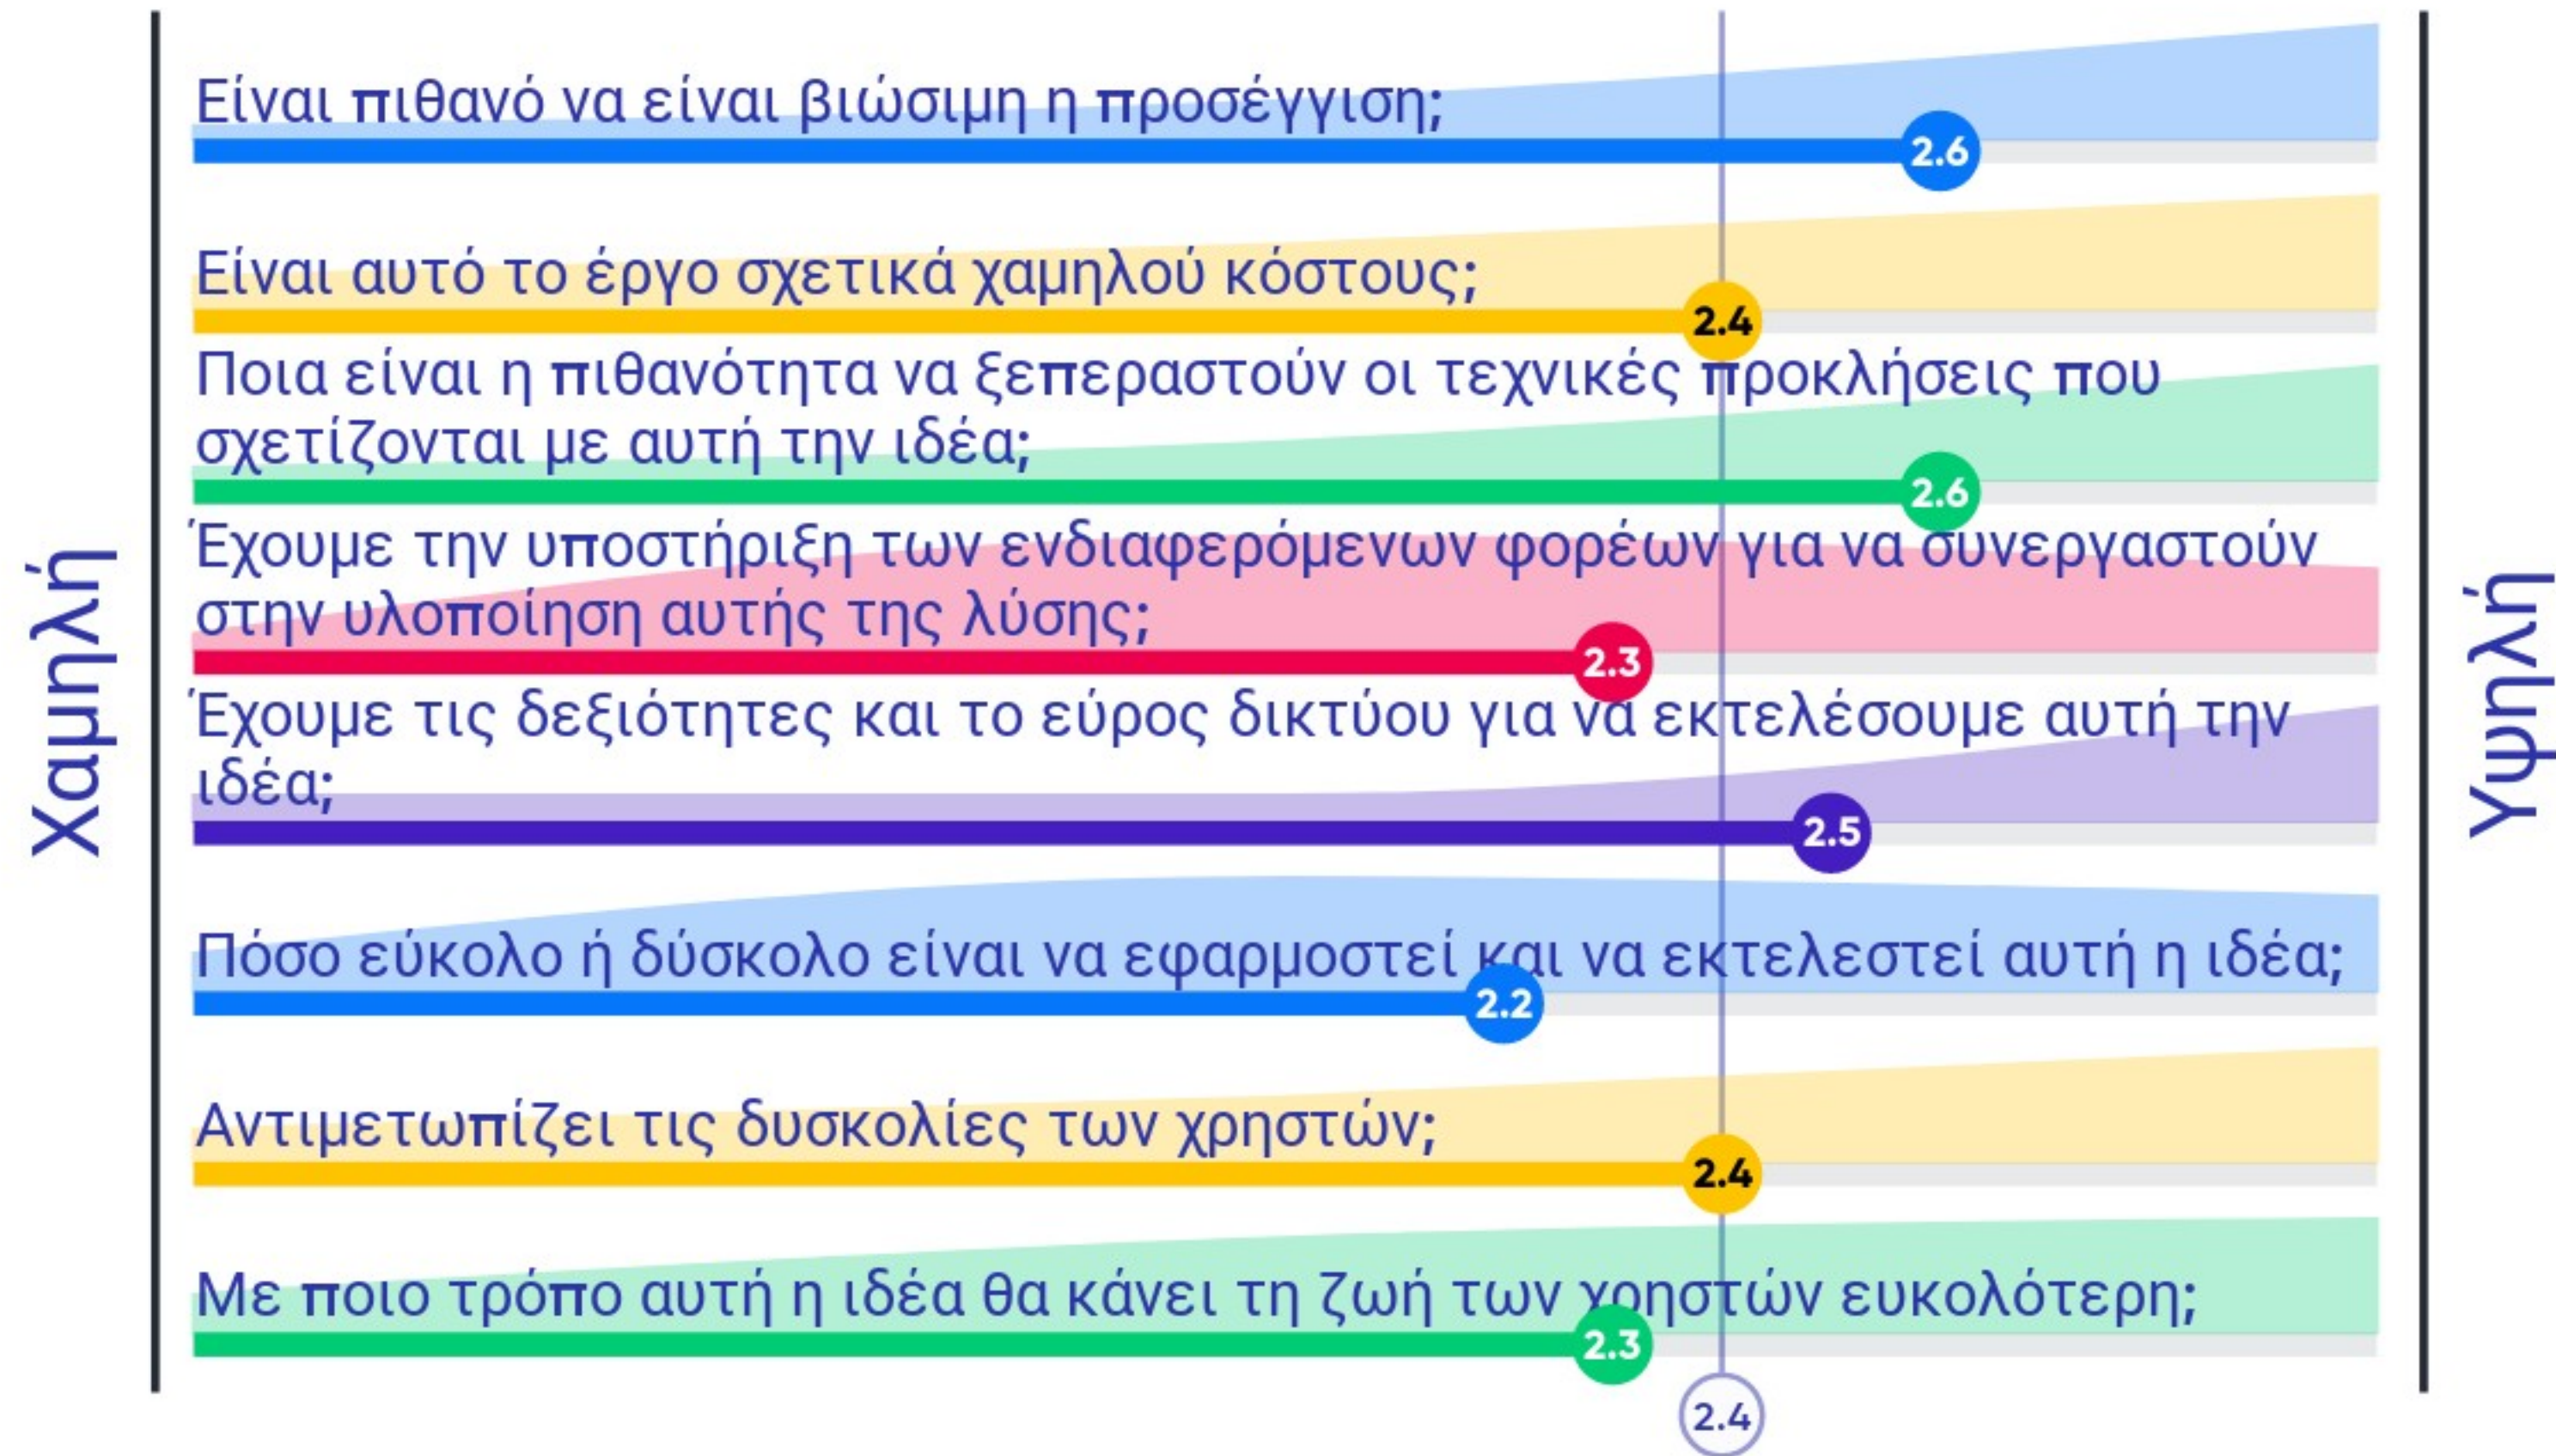 Είναι πιθανό να είναι βιώσιμη η προσέγγιση;
2.6
Είναι αυτό το έργο σχετικά χαμηλού κόστους;
2.4
Ποια είναι η πιθανότητα να ξεπεραστούν οι τεχνικές προκλήσεις που
σχετίζονται με αυτή την ιδέα;
2.6
Έχουμε την υποστήριξη των ενδιαφερόμενων φορέων για να συνεργαστούν
στην υλοποίηση αυτής της λύσης;
2.3
Έχουμε τις δεξιότητες και το εύρος δικτύου για να εκτελέσουμε αυτή την
ιδέα;
2.5
Πόσο εύκολο ή δύσκολο είναι να εφαρμοστεί και να εκτελεστεί αυτή η ιδέα;
2.2
Αντιμετωπίζει τις δυσκολίες των χρηστών;
2.4
Με ποιο τρόπο αυτή η ιδέα θα κάνει τη ζωή των χρηστών ευκολότερη;
2.3
2.4
Χαμηλή
Υψηλή